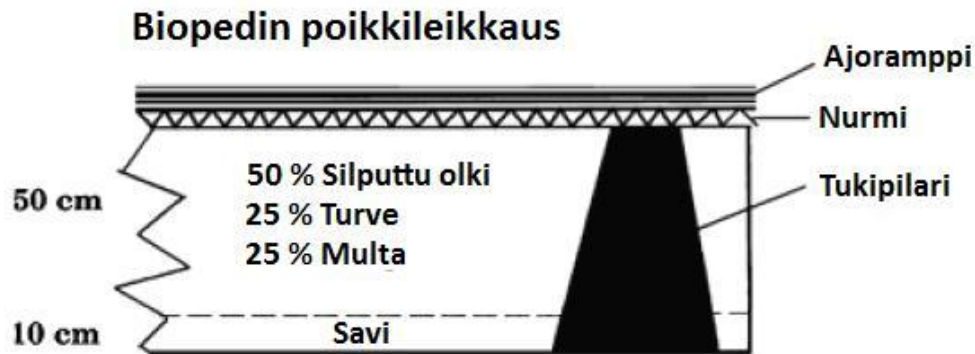 Biopedin poikkileikkaus
Ajoramppi
Nurmi
50 % Silputtu olki
Tukipilari
50 cm
25 % Turve
25 % Multa
10 cm
Savi